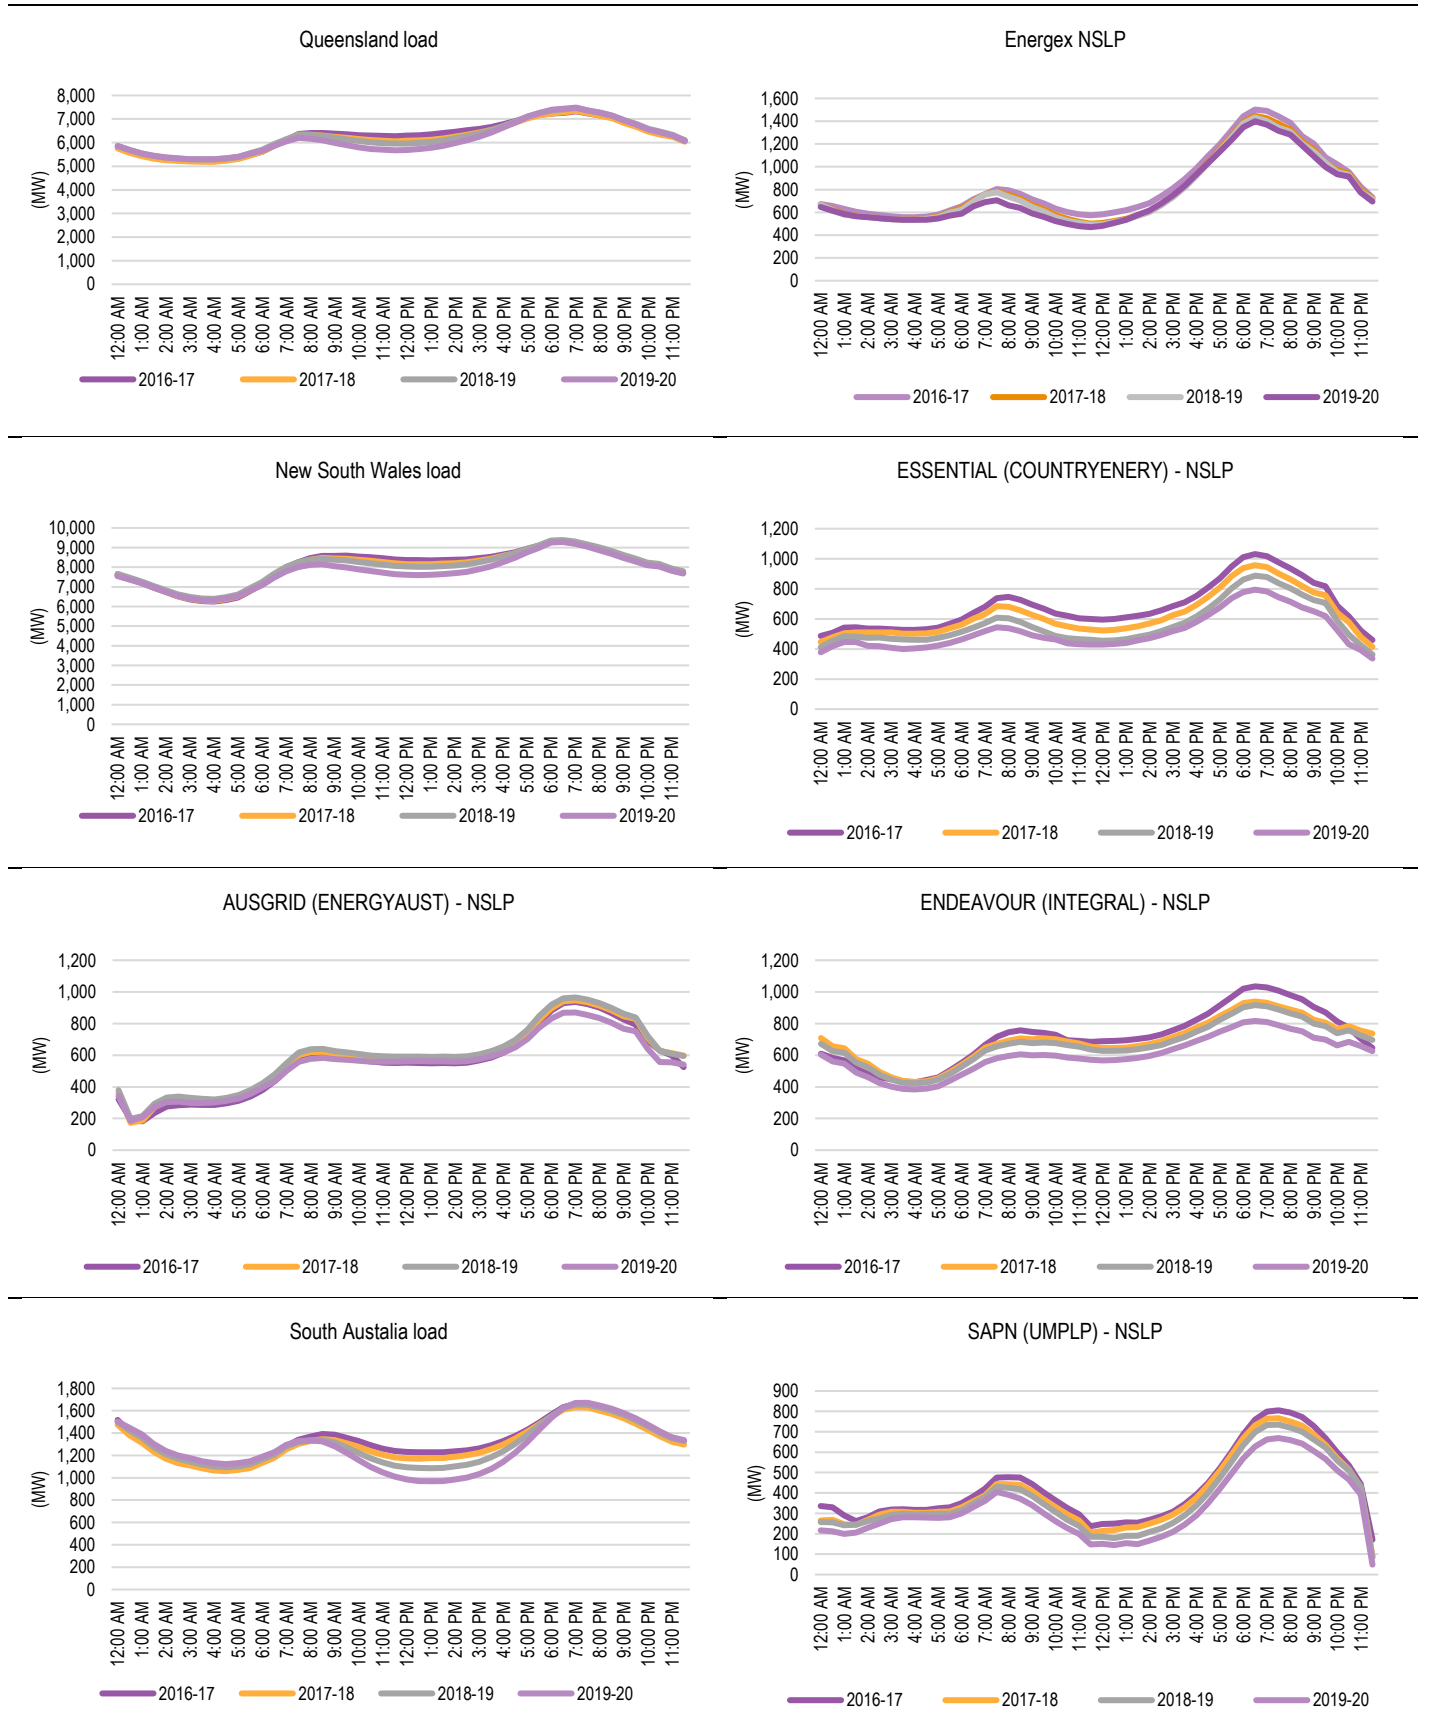 Queensland load
8,000
7,000
6,000
5,000
4,000
3,000
2,000
1,000
0
(MW)
12:00 AM
1:00 AM
2:00 AM
3:00 AM
4:00 AM
5:00 AM
6:00 AM
7:00 AM
8:00 AM
9:00 AM
10:00 AM
11:00 AM
12:00 PM
1:00 PM
2:00 PM
3:00 PM
4:00 PM
5:00 PM
6:00 PM
7:00 PM
8:00 PM
9:00 PM
10:00 PM
11:00 PM
2016-17 2017-18 2018-19 2019-20
Energex NSLP
1,600
1,400
1,200
1,000
800
600
400
200
0
(MW)
12:00 AM
1:00 AM
2:00 AM
3:00 AM
4:00 AM
5:00 AM
6:00 AM
7:00 AM
8:00 AM
9:00 AM
10:00 AM
11:00 AM
12:00 PM
1:00 PM
2:00 PM
3:00 PM
4:00 PM
5:00 PM
6:00 PM
7:00 PM
8:00 PM
9:00 PM
10:00 PM
11:00 PM
2016-17 2017-18 2018-19 2019-20
New South Wales load
10,000
9,000
8,000
7,000
6,000
5,000
4,000
3,000
2,000
1,000
0
(MW)
12:00 AM
1:00 AM
2:00 AM
3:00 AM
4:00 AM
5:00 AM
6:00 AM
7:00 AM
8:00 AM
9:00 AM
10:00 AM
11:00 AM
12:00 PM
1:00 PM
2:00 PM
3:00 PM
4:00 PM
5:00 PM
6:00 PM
7:00 PM
8:00 PM
9:00 PM
10:00 PM
11:00 PM
2016-17 2017-18 2018-19 2019-20
ESSENTIAL (COUNTRYENERY) - NSLP
1,200
1,000
800
600
400
200
0
(MW)
12:00 AM
1:00 AM
2:00 AM
3:00 AM
4:00 AM
5:00 AM
6:00 AM
7:00 AM
8:00 AM
9:00 AM
10:00 AM
11:00 AM
12:00 PM
1:00 PM
2:00 PM
3:00 PM
4:00 PM
5:00 PM
6:00 PM
7:00 PM
8:00 PM
9:00 PM
10:00 PM
11:00 PM
2016-17 2017-18 2018-19 2019-20
AUSGRID (ENERGYAUST) - NSLP
1,200
1,000
800
600
400
200
0
(MW)
12:00 AM
1:00 AM
2:00 AM
3:00 AM
4:00 AM
5:00 AM
6:00 AM
7:00 AM
8:00 AM
9:00 AM
10:00 AM
11:00 AM
12:00 PM
1:00 PM
2:00 PM
3:00 PM
4:00 PM
5:00 PM
6:00 PM
7:00 PM
8:00 PM
9:00 PM
10:00 PM
11:00 PM
2016-17 2017-18 2018-19 2019-20
ENDEAVOUR (INTEGRAL) - NSLP
1,200
1,000
800
600
400
200
0
(MW)
12:00 AM
1:00 AM
2:00 AM
3:00 AM
4:00 AM
5:00 AM
6:00 AM
7:00 AM
8:00 AM
9:00 AM
10:00 AM
11:00 AM
12:00 PM
1:00 PM
2:00 PM
3:00 PM
4:00 PM
5:00 PM
6:00 PM
7:00 PM
8:00 PM
9:00 PM
10:00 PM
11:00 PM
2016-17 2017-18 2018-19 2019-20
South Austalia load
1,800
1,600
1,400
1,200
1,000
800
600
400
200
0
(MW)
12:00 AM
1:00 AM
2:00 AM
3:00 AM
4:00 AM
5:00 AM
6:00 AM
7:00 AM
8:00 AM
9:00 AM
10:00 AM
11:00 AM
12:00 PM
1:00 PM
2:00 PM
3:00 PM
4:00 PM
5:00 PM
6:00 PM
7:00 PM
8:00 PM
9:00 PM
10:00 PM
11:00 PM
2016-17 2017-18 2018-19 2019-20
SAPN (UMPLP) - NSLP
900
800
700
600
500
400
300
200
100
0
(MW)
12:00 AM
1:00 AM
2:00 AM
3:00 AM
4:00 AM
5:00 AM
6:00 AM
7:00 AM
8:00 AM
9:00 AM
10:00 AM
11:00 AM
12:00 PM
1:00 PM
2:00 PM
3:00 PM
4:00 PM
5:00 PM
6:00 PM
7:00 PM
8:00 PM
9:00 PM
10:00 PM
11:00 PM
2016-17 2017-18 2018-19 2019-20